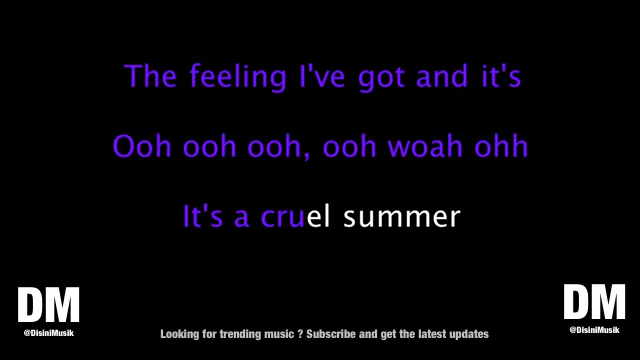 The feeling I've got and it's
Ooh ooh ooh, ooh woah ohh
It's a cruel summer
DM
@DisiniMusik
Looking for trending music ? Subscribe and get the latest updates
DM
@DisiniMusik